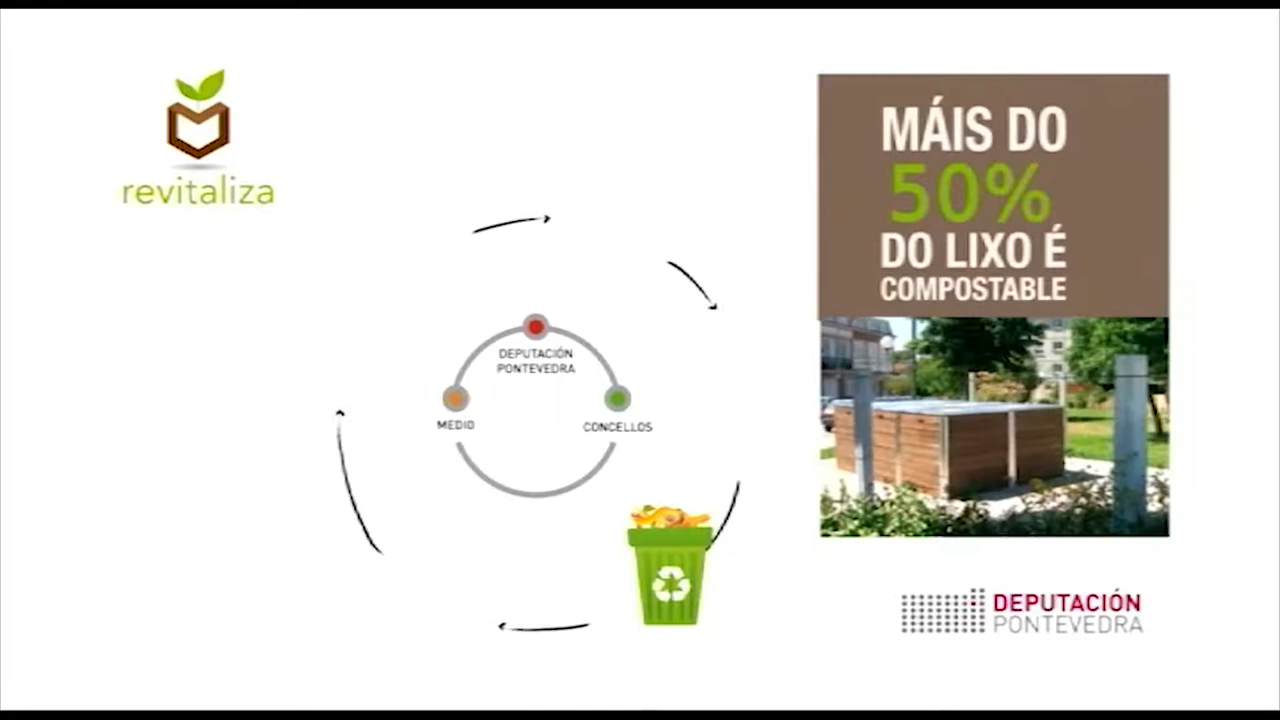 revitaliza
MÁIS DO
50%
DO LIXO É
COMPOSTABLE
DEPUTACIÓN
PONTEVEDRA
MEDIO
CONCELLOS
DEPUTACIÓN
PONTEVEDRA